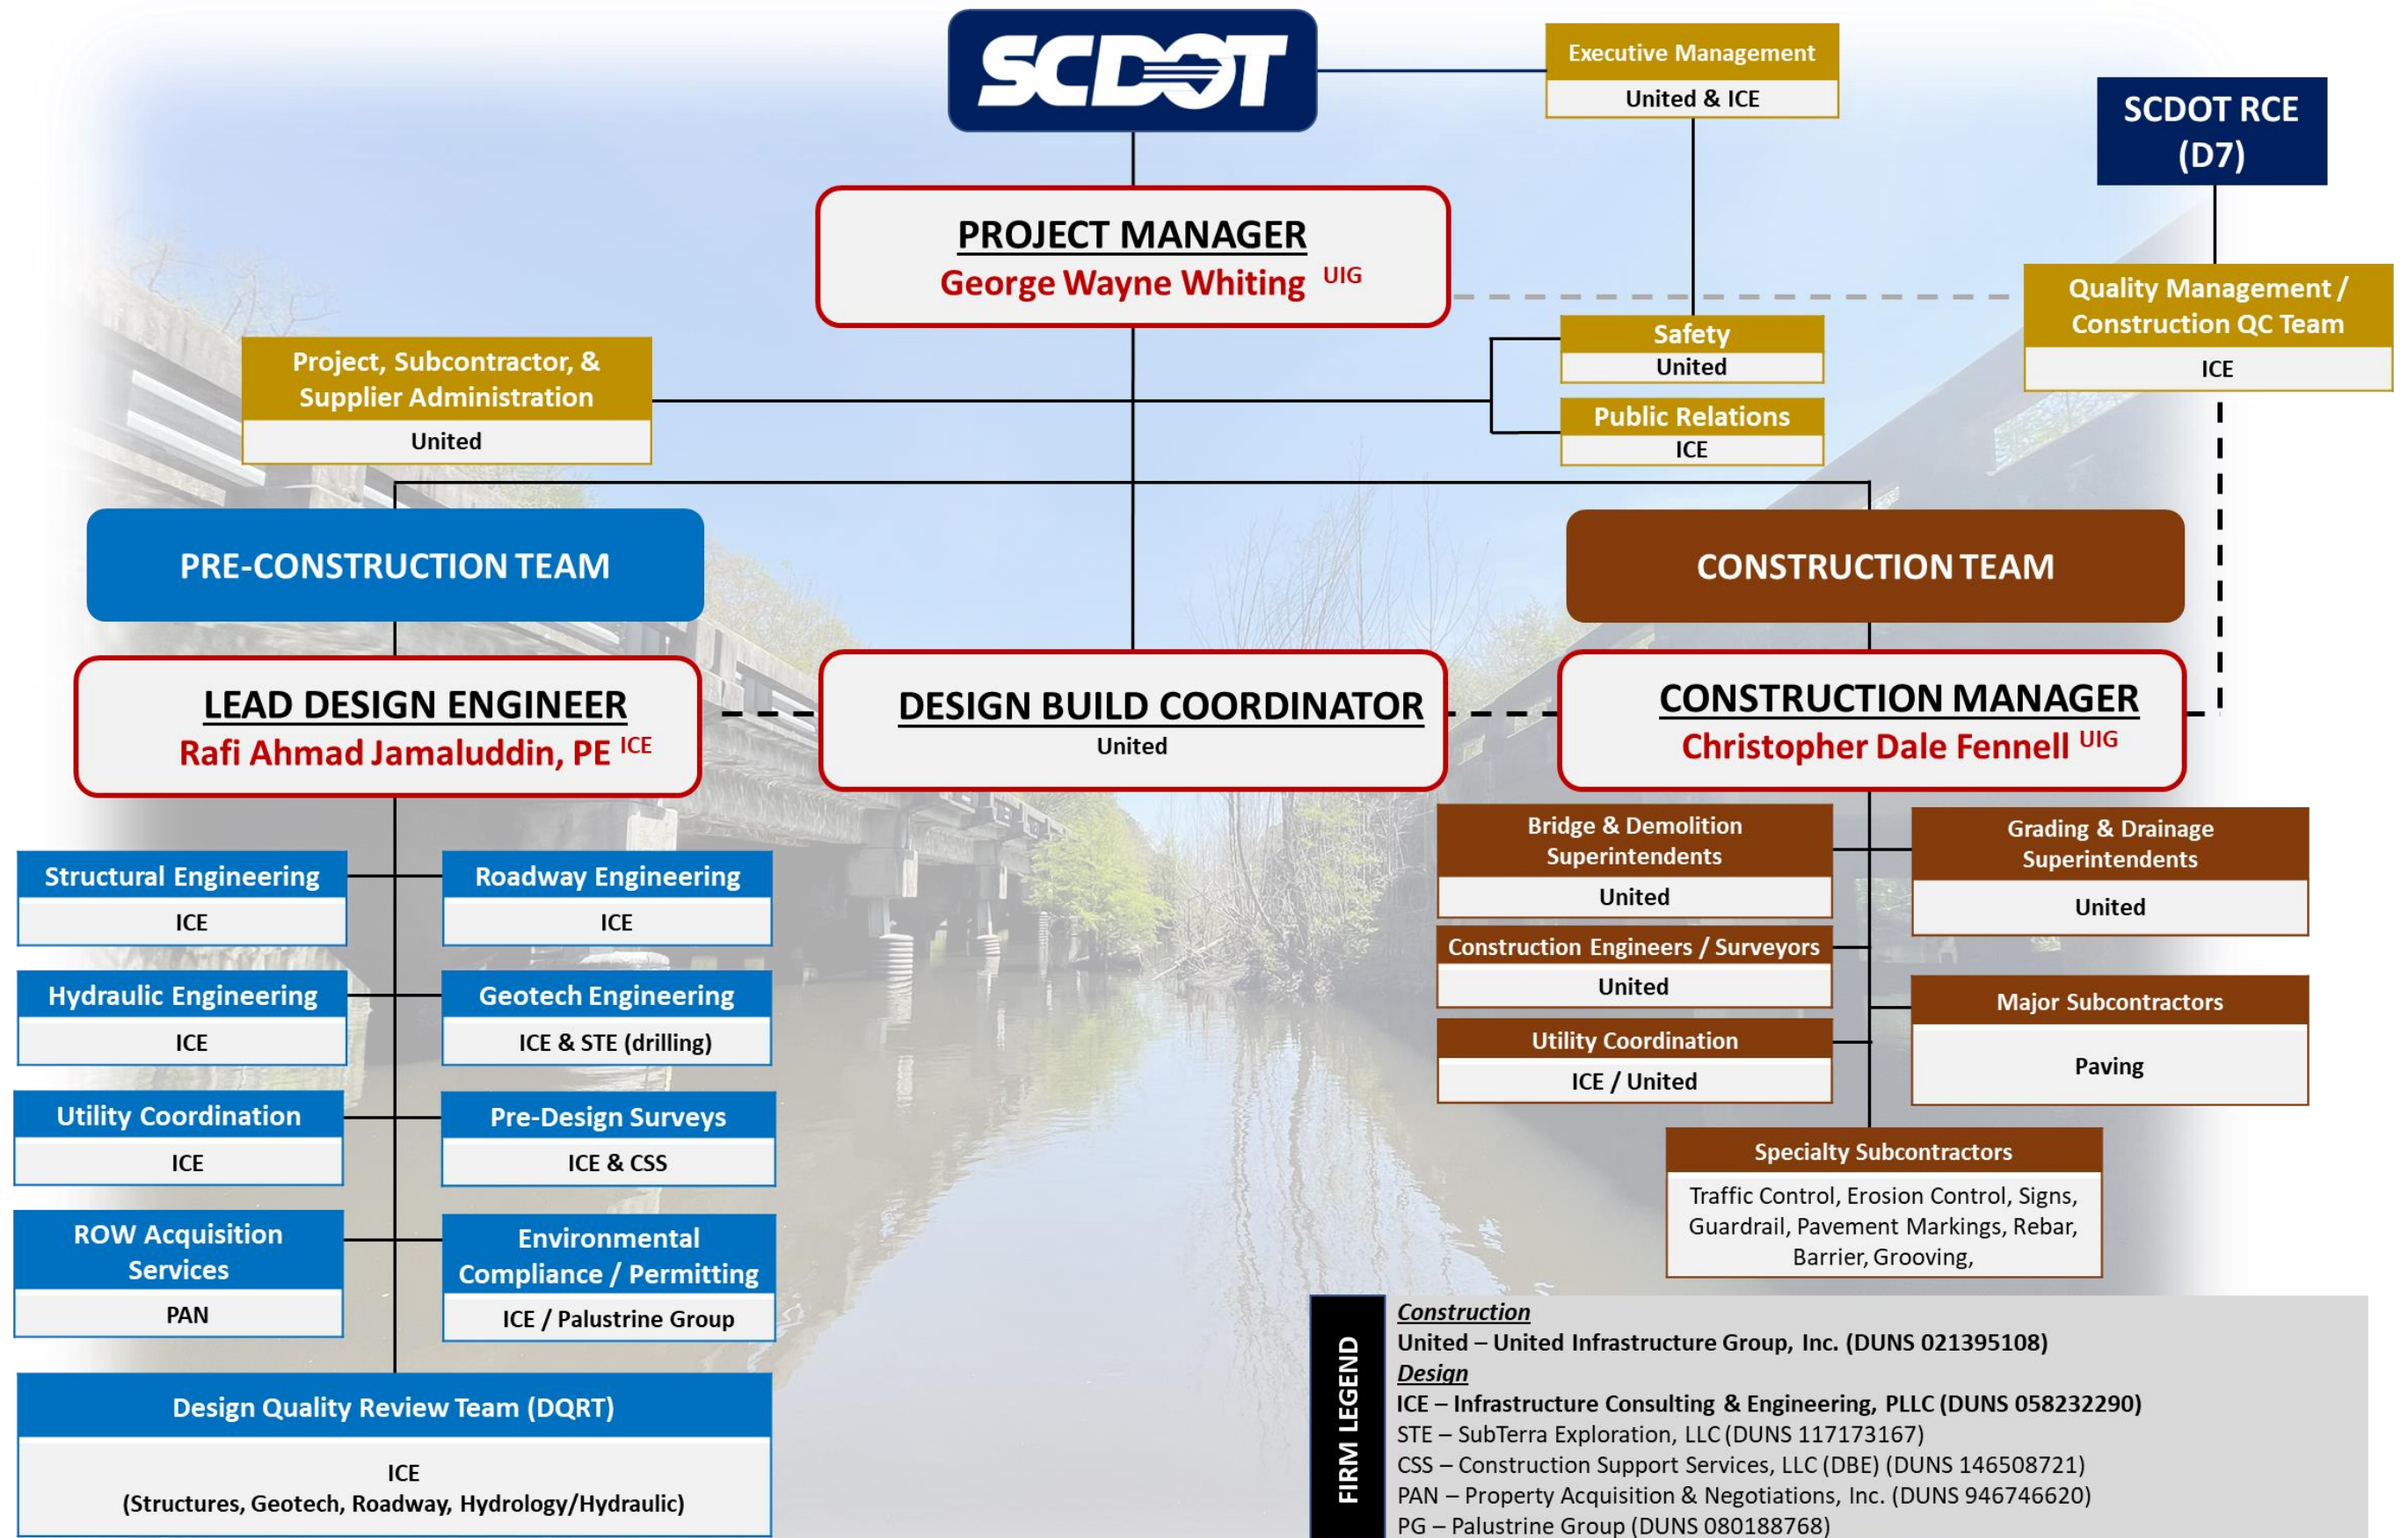 SCDOT
Executive Management
United & ICE
SCDOT RCE
(D7)
PROJECT MANAGER
George Wayne Whiting UIG
Quality Management /
Construction QC Team
ICE
Safety
United
Public Relations
ICE
Project, Subcontractor, &
Supplier Administration
United
PRE-CONSTRUCTION TEAM
CONSTRUCTION TEAM
LEAD DESIGN ENGINEER
Rafi Ahmad Jamaluddin, PE ICE
DESIGN BUILD COORDINATOR
United
CONSTRUCTION MANAGER
Christopher Dale Fennell UIG
Structural Engineering
ICE
Roadway Engineering
ICE
Hydraulic Engineering
ICE
Geotech Engineering
ICE & STE (drilling)
Utility Coordination
ICE
Pre-Design Surveys
ICE & CSS
ROW Acquisition
Services
PAN
Environmental
Compliance / Permitting
ICE / Palustrine Group
Design Quality Review Team (DQRT)
ICE
(Structures, Geotech, Roadway, Hydrology/Hydraulic)
Bridge & Demolition
Superintendents
United
Grading & Drainage
Superintendents
United
Construction Engineers / Surveyors
United
Major Subcontractors
Paving
Utility Coordination
ICE / United
Specialty Subcontractors
Traffic Control, Erosion Control, Signs,
Guardrail, Pavement Markings, Rebar,
Barrier, Grooving,
FIRM LEGEND
Construction
United – United Infrastructure Group, Inc. (DUNS 021395108)
Design
ICE – Infrastructure Consulting & Engineering, PLLC (DUNS 058232290)
STE – SubTerra Exploration, LLC (DUNS 117173167)
CSS – Construction Support Services, LLC (DBE) (DUNS 146508721)
PAN – Property Acquisition & Negotiations, Inc. (DUNS 946746620)
PG – Palustrine Group (DUNS 080188768)